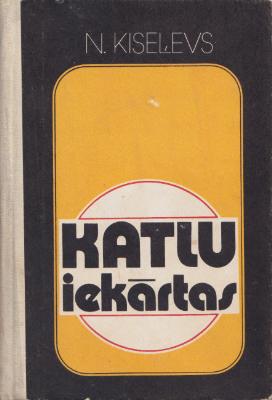 N. KISEĻEVS
KATLU
iekārtas